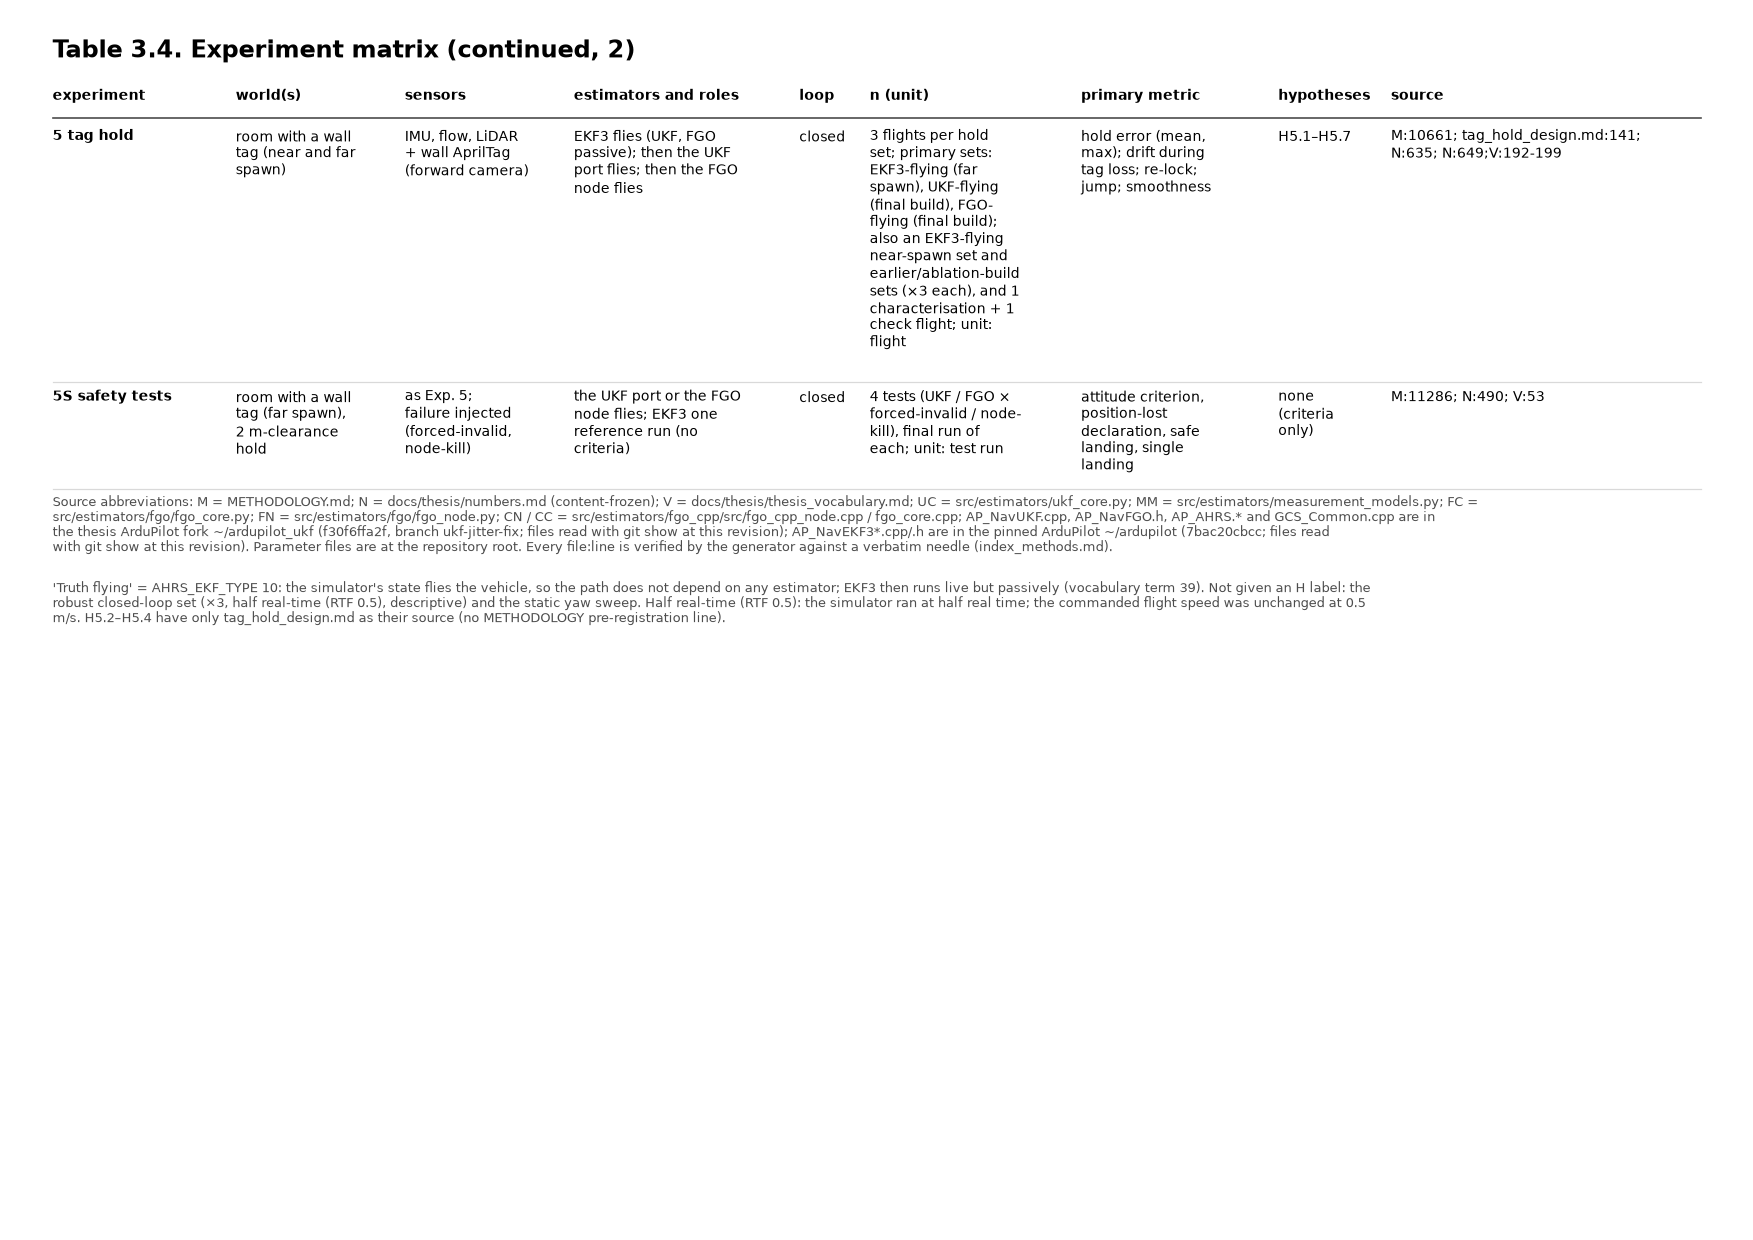 Table 3.4. Experiment matrix (continued, 2)
experiment
world(s)
sensors
estimators and roles
loop
n (unit)
primary metric
hypotheses
source
5 tag hold
room with a wall
tag (near and far
spawn)
IMU, flow, LiDAR
+ wall AprilTag
(forward camera)
EKF3 flies (UKF, FGO
passive); then the UKF
port flies; then the FGO
node flies
closed
3 flights per hold
set; primary sets:
EKF3-flying (far
spawn), UKF-flying
(final build), FGO-
flying (final build);
also an EKF3-flying
near-spawn set and
earlier/ablation-build
sets (×3 each), and 1
characterisation + 1
check flight; unit:
flight
hold error (mean,
max); drift during
tag loss; re-lock;
jump; smoothness
H5.1–H5.7
M:10661; tag_hold_design.md:141;
N:635; N:649;V:192-199
5S safety tests
room with a wall
tag (far spawn),
2 m-clearance
hold
as Exp. 5;
failure injected
(forced-invalid,
node-kill)
the UKF port or the FGO
node flies; EKF3 one
reference run (no
criteria)
closed
4 tests (UKF / FGO ×
forced-invalid / node-
kill), final run of
each; unit: test run
attitude criterion,
position-lost
declaration, safe
landing, single
landing
none
(criteria
only)
M:11286; N:490; V:53
Source abbreviations: M = METHODOLOGY.md; N = docs/thesis/numbers.md (content-frozen); V = docs/thesis/thesis_vocabulary.md; UC = src/estimators/ukf_core.py; MM = src/estimators/measurement_models.py; FC =
src/estimators/fgo/fgo_core.py; FN = src/estimators/fgo/fgo_node.py; CN / CC = src/estimators/fgo_cpp/src/fgo_cpp_node.cpp / fgo_core.cpp; AP_NavUKF.cpp, AP_NavFGO.h, AP_AHRS.* and GCS_Common.cpp are in
the thesis ArduPilot fork ~/ardupilot_ukf (f30f6ffa2f, branch ukf-jitter-fix; files read with git show at this revision); AP_NavEKF3*.cpp/.h are in the pinned ArduPilot ~/ardupilot (7bac20cbcc; files read
with git show at this revision). Parameter files are at the repository root. Every file:line is verified by the generator against a verbatim needle (index_methods.md).
'Truth flying' = AHRS_EKF_TYPE 10: the simulator's state flies the vehicle, so the path does not depend on any estimator; EKF3 then runs live but passively (vocabulary term 39). Not given an H label: the
robust closed-loop set (×3, half real-time (RTF 0.5), descriptive) and the static yaw sweep. Half real-time (RTF 0.5): the simulator ran at half real time; the commanded flight speed was unchanged at 0.5
m/s. H5.2–H5.4 have only tag_hold_design.md as their source (no METHODOLOGY pre-registration line).